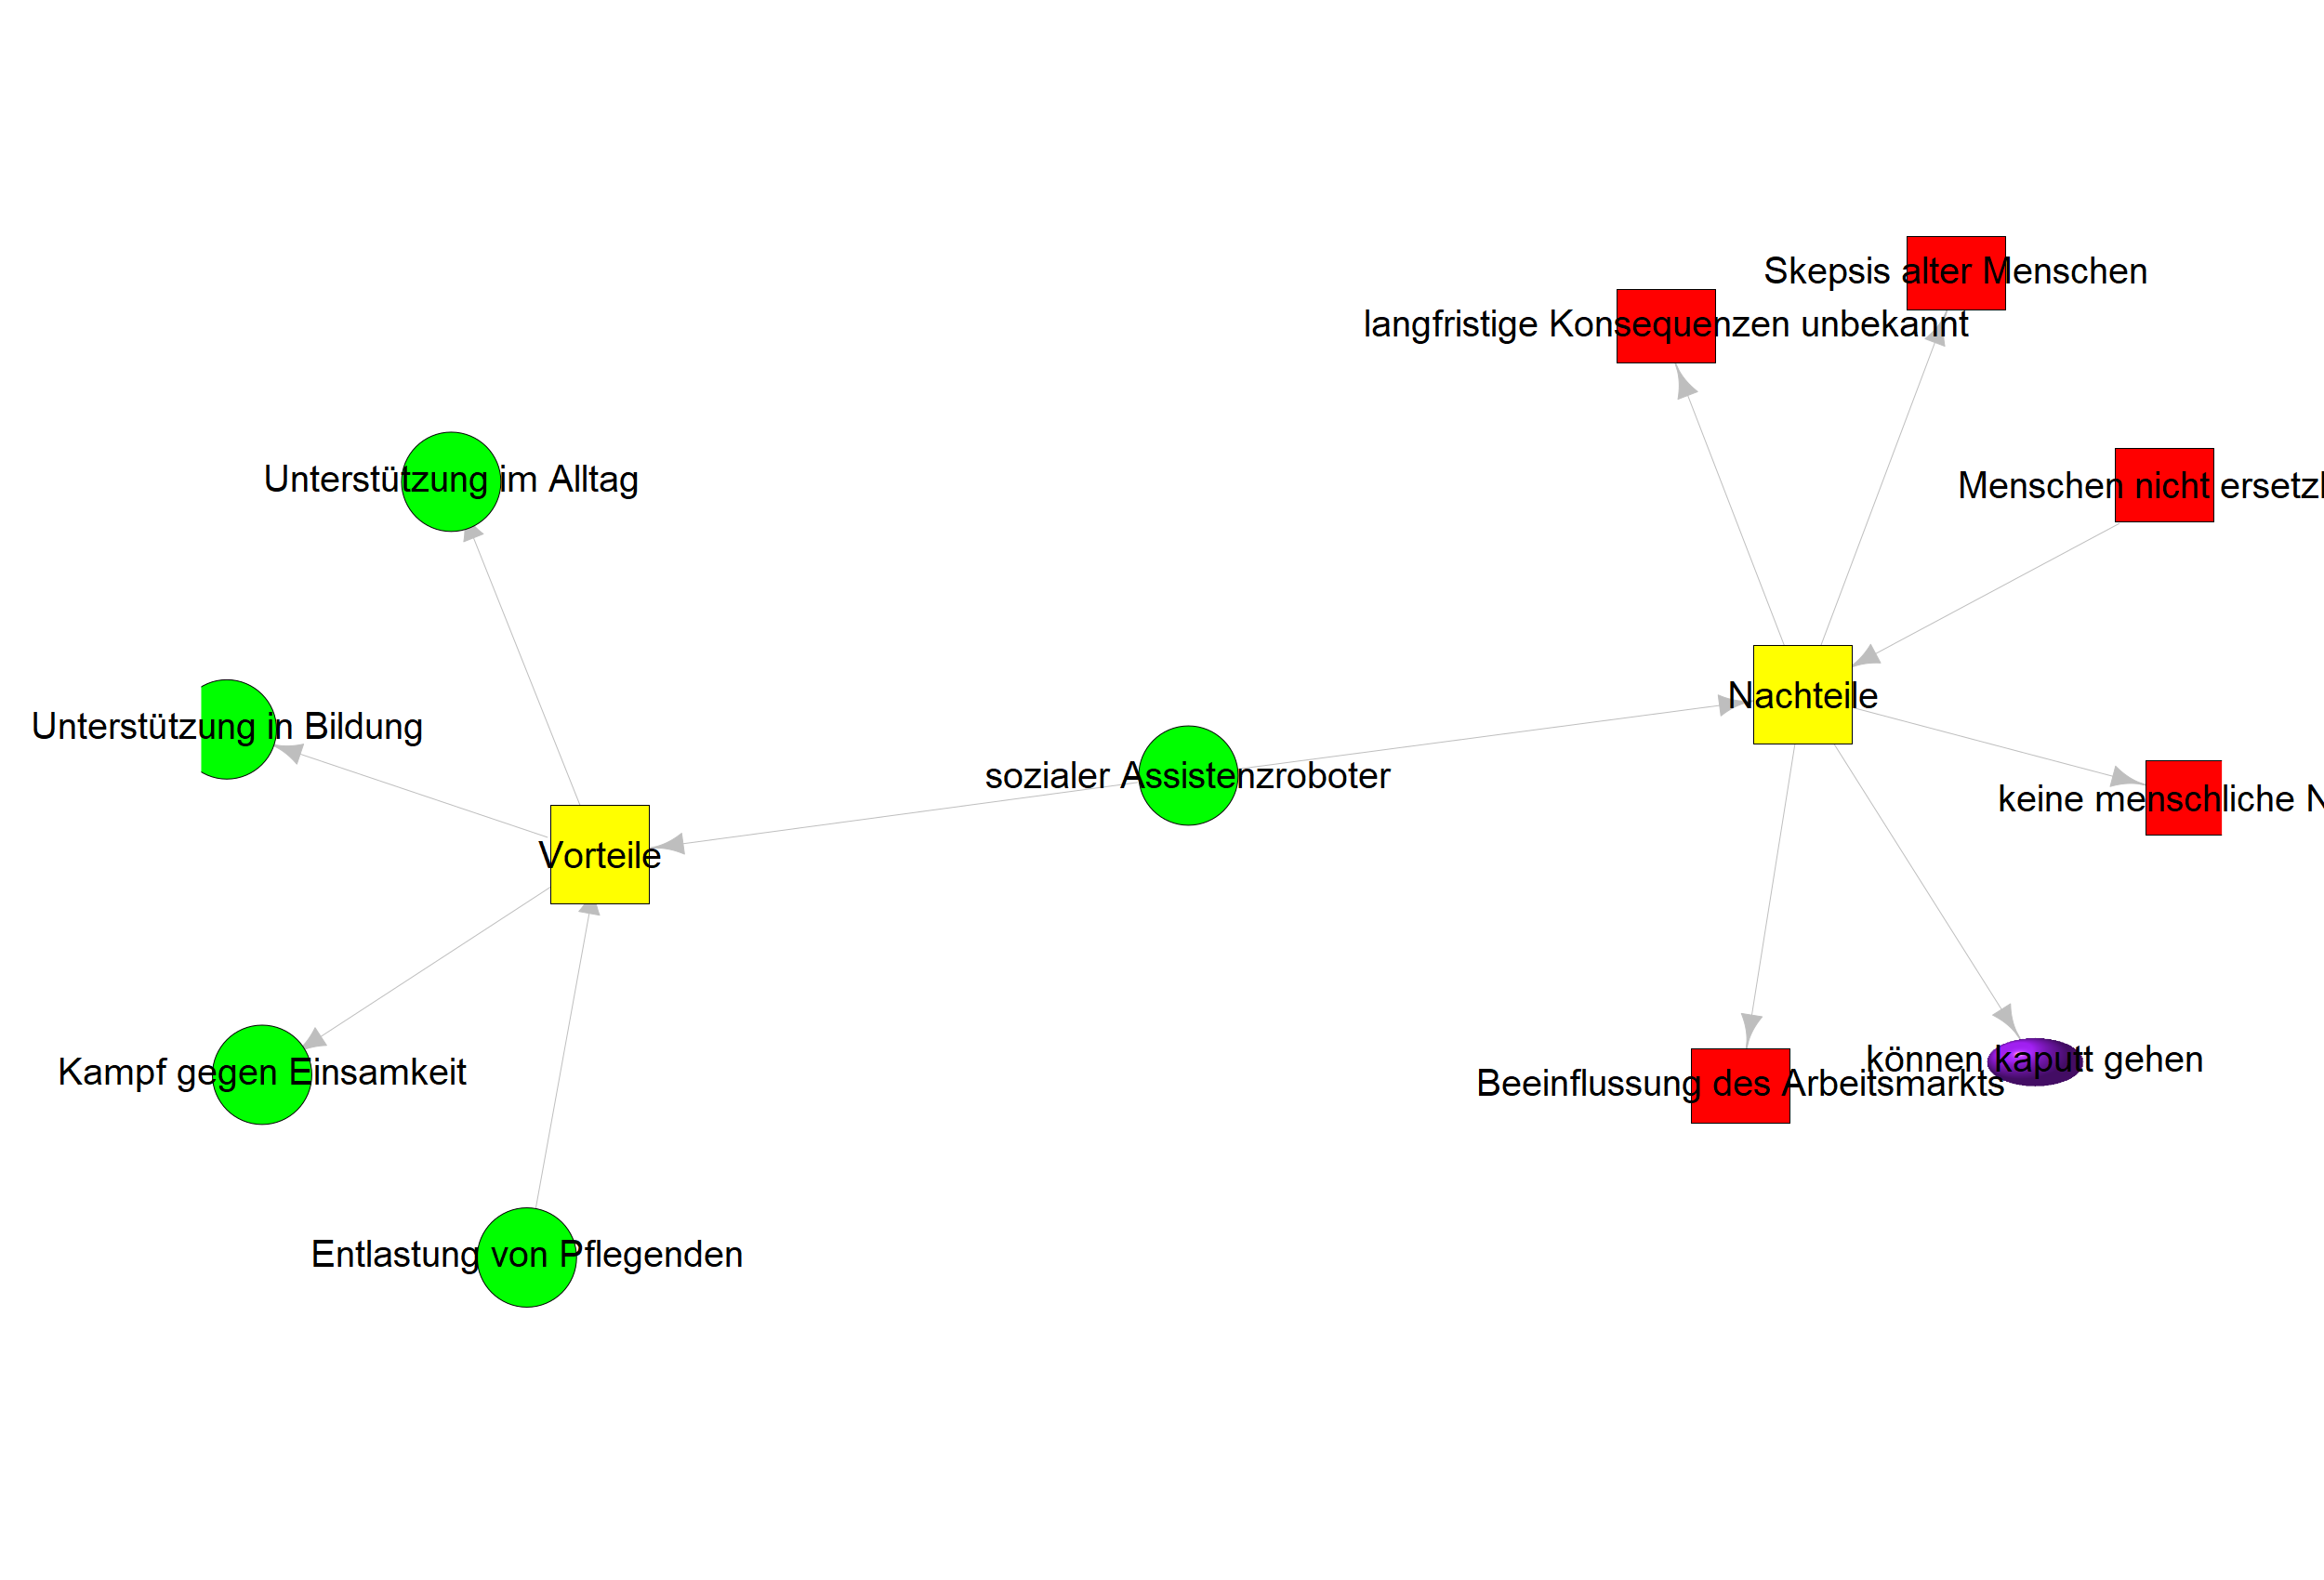 Skepsis alter Menschen
langfristige Konsequenzen unbekannt
Unterstützung im Alltag
Menschen nicht
Nachteile
Unterstützung in Bildung
sozialer Assistenzroboter
keine menschliche
Vorteile
können kaputt gehen
Kampf gegen Einsamkeit
Beeinflussung des Arbeitsmarkts
Entlastung von Pflegenden